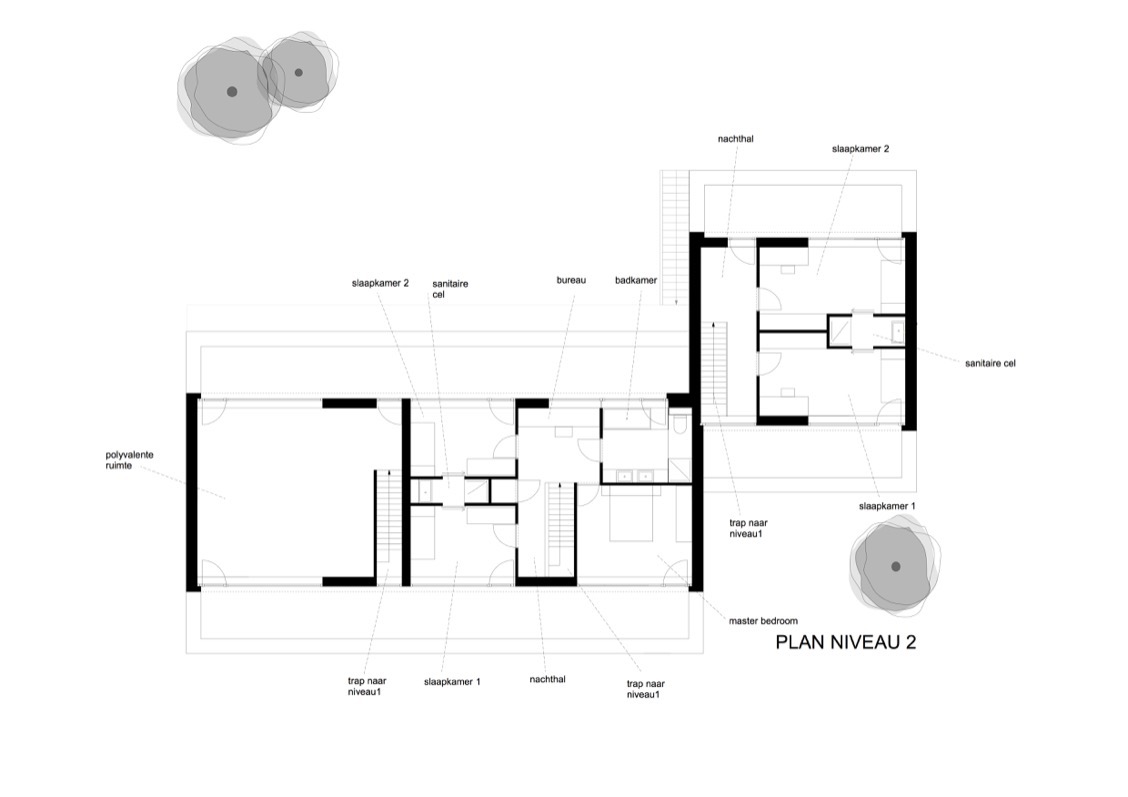 nachthal
slaapkamer 2
slaapkamer 2
sanitaire
cel
bureau
badkamer
sanitaire cel
polyvalente
ruimte
slaapkamer 1
trap naar
niveau1
master bedroom
PLAN NIVEAU 2
trap naar
niveau1
slaapkamer 1
nachthal
trap naar
niveau1